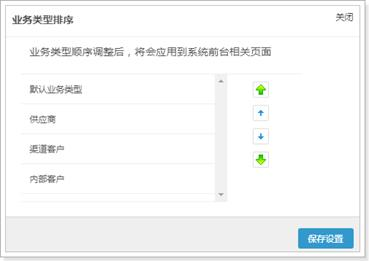 业务类型排序
关闭
业务类型顺序调整后，将会应用到系统前台相关页面
默认业务类型
供应商
渠道客户
内部客户
保存设置